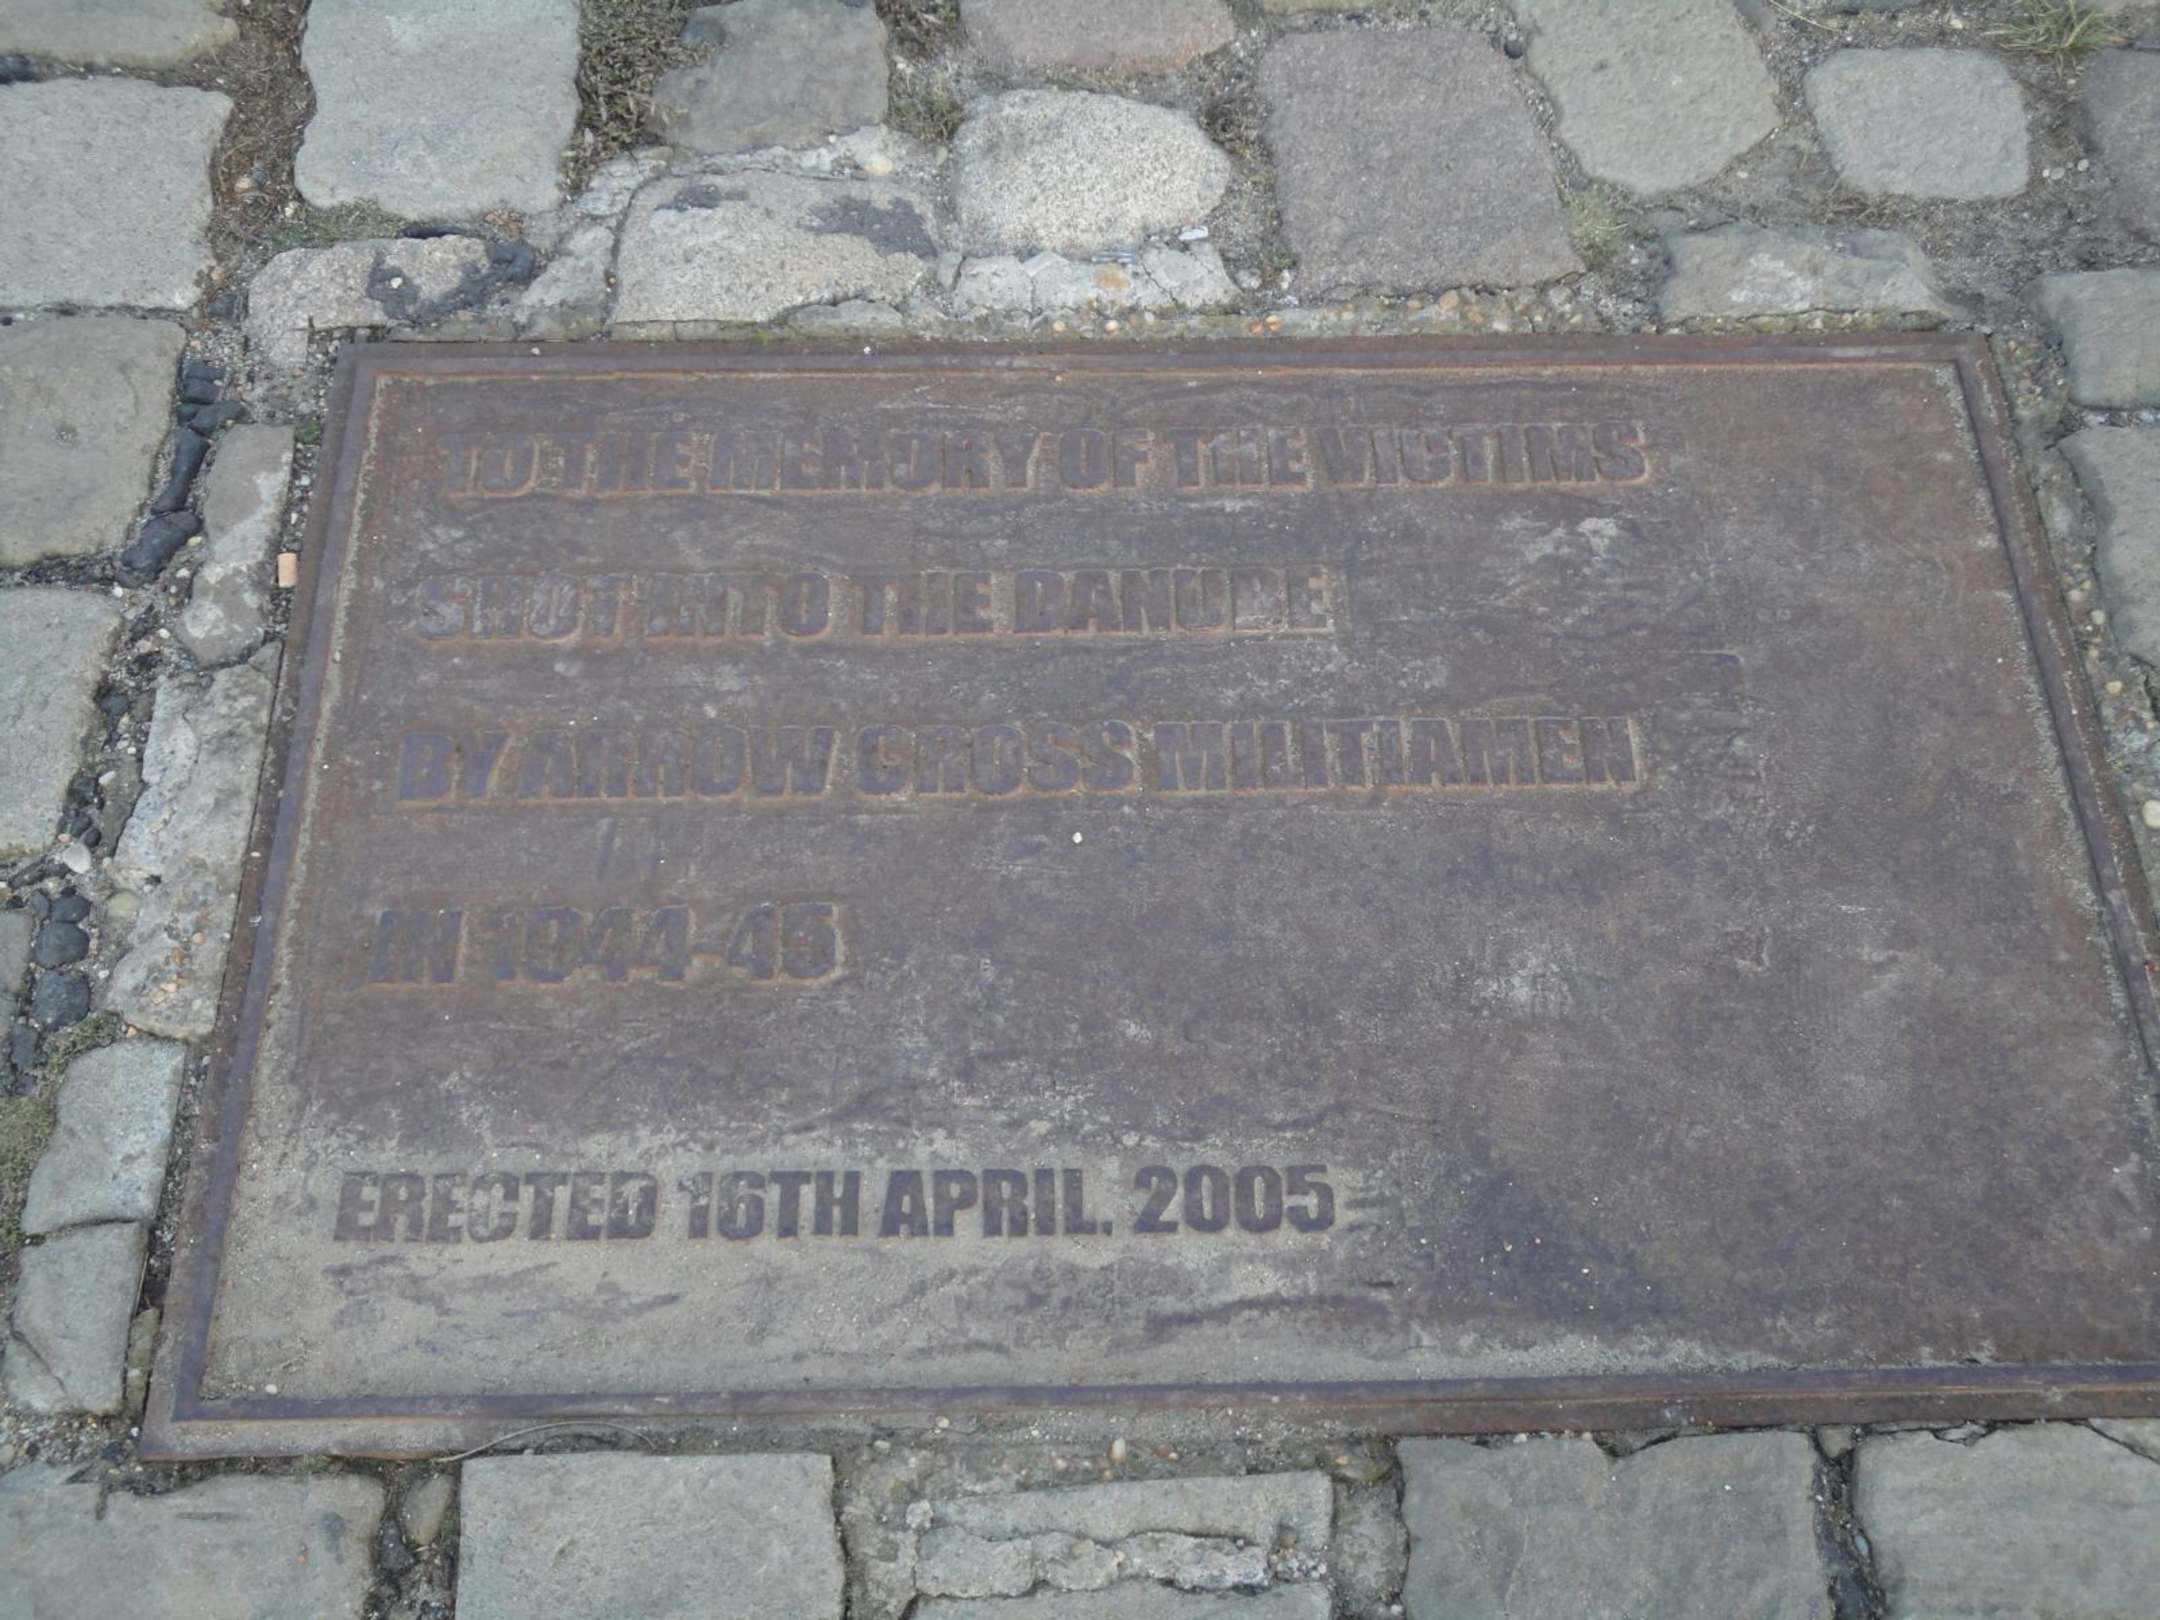 TO THE MEMORY OF THE VICTIMS
SHOT INTO THE DANUBE
BY ARROW CROSS MILITIAMEN
IN 1944-45
ERECTED 16TH APRIL, 2005